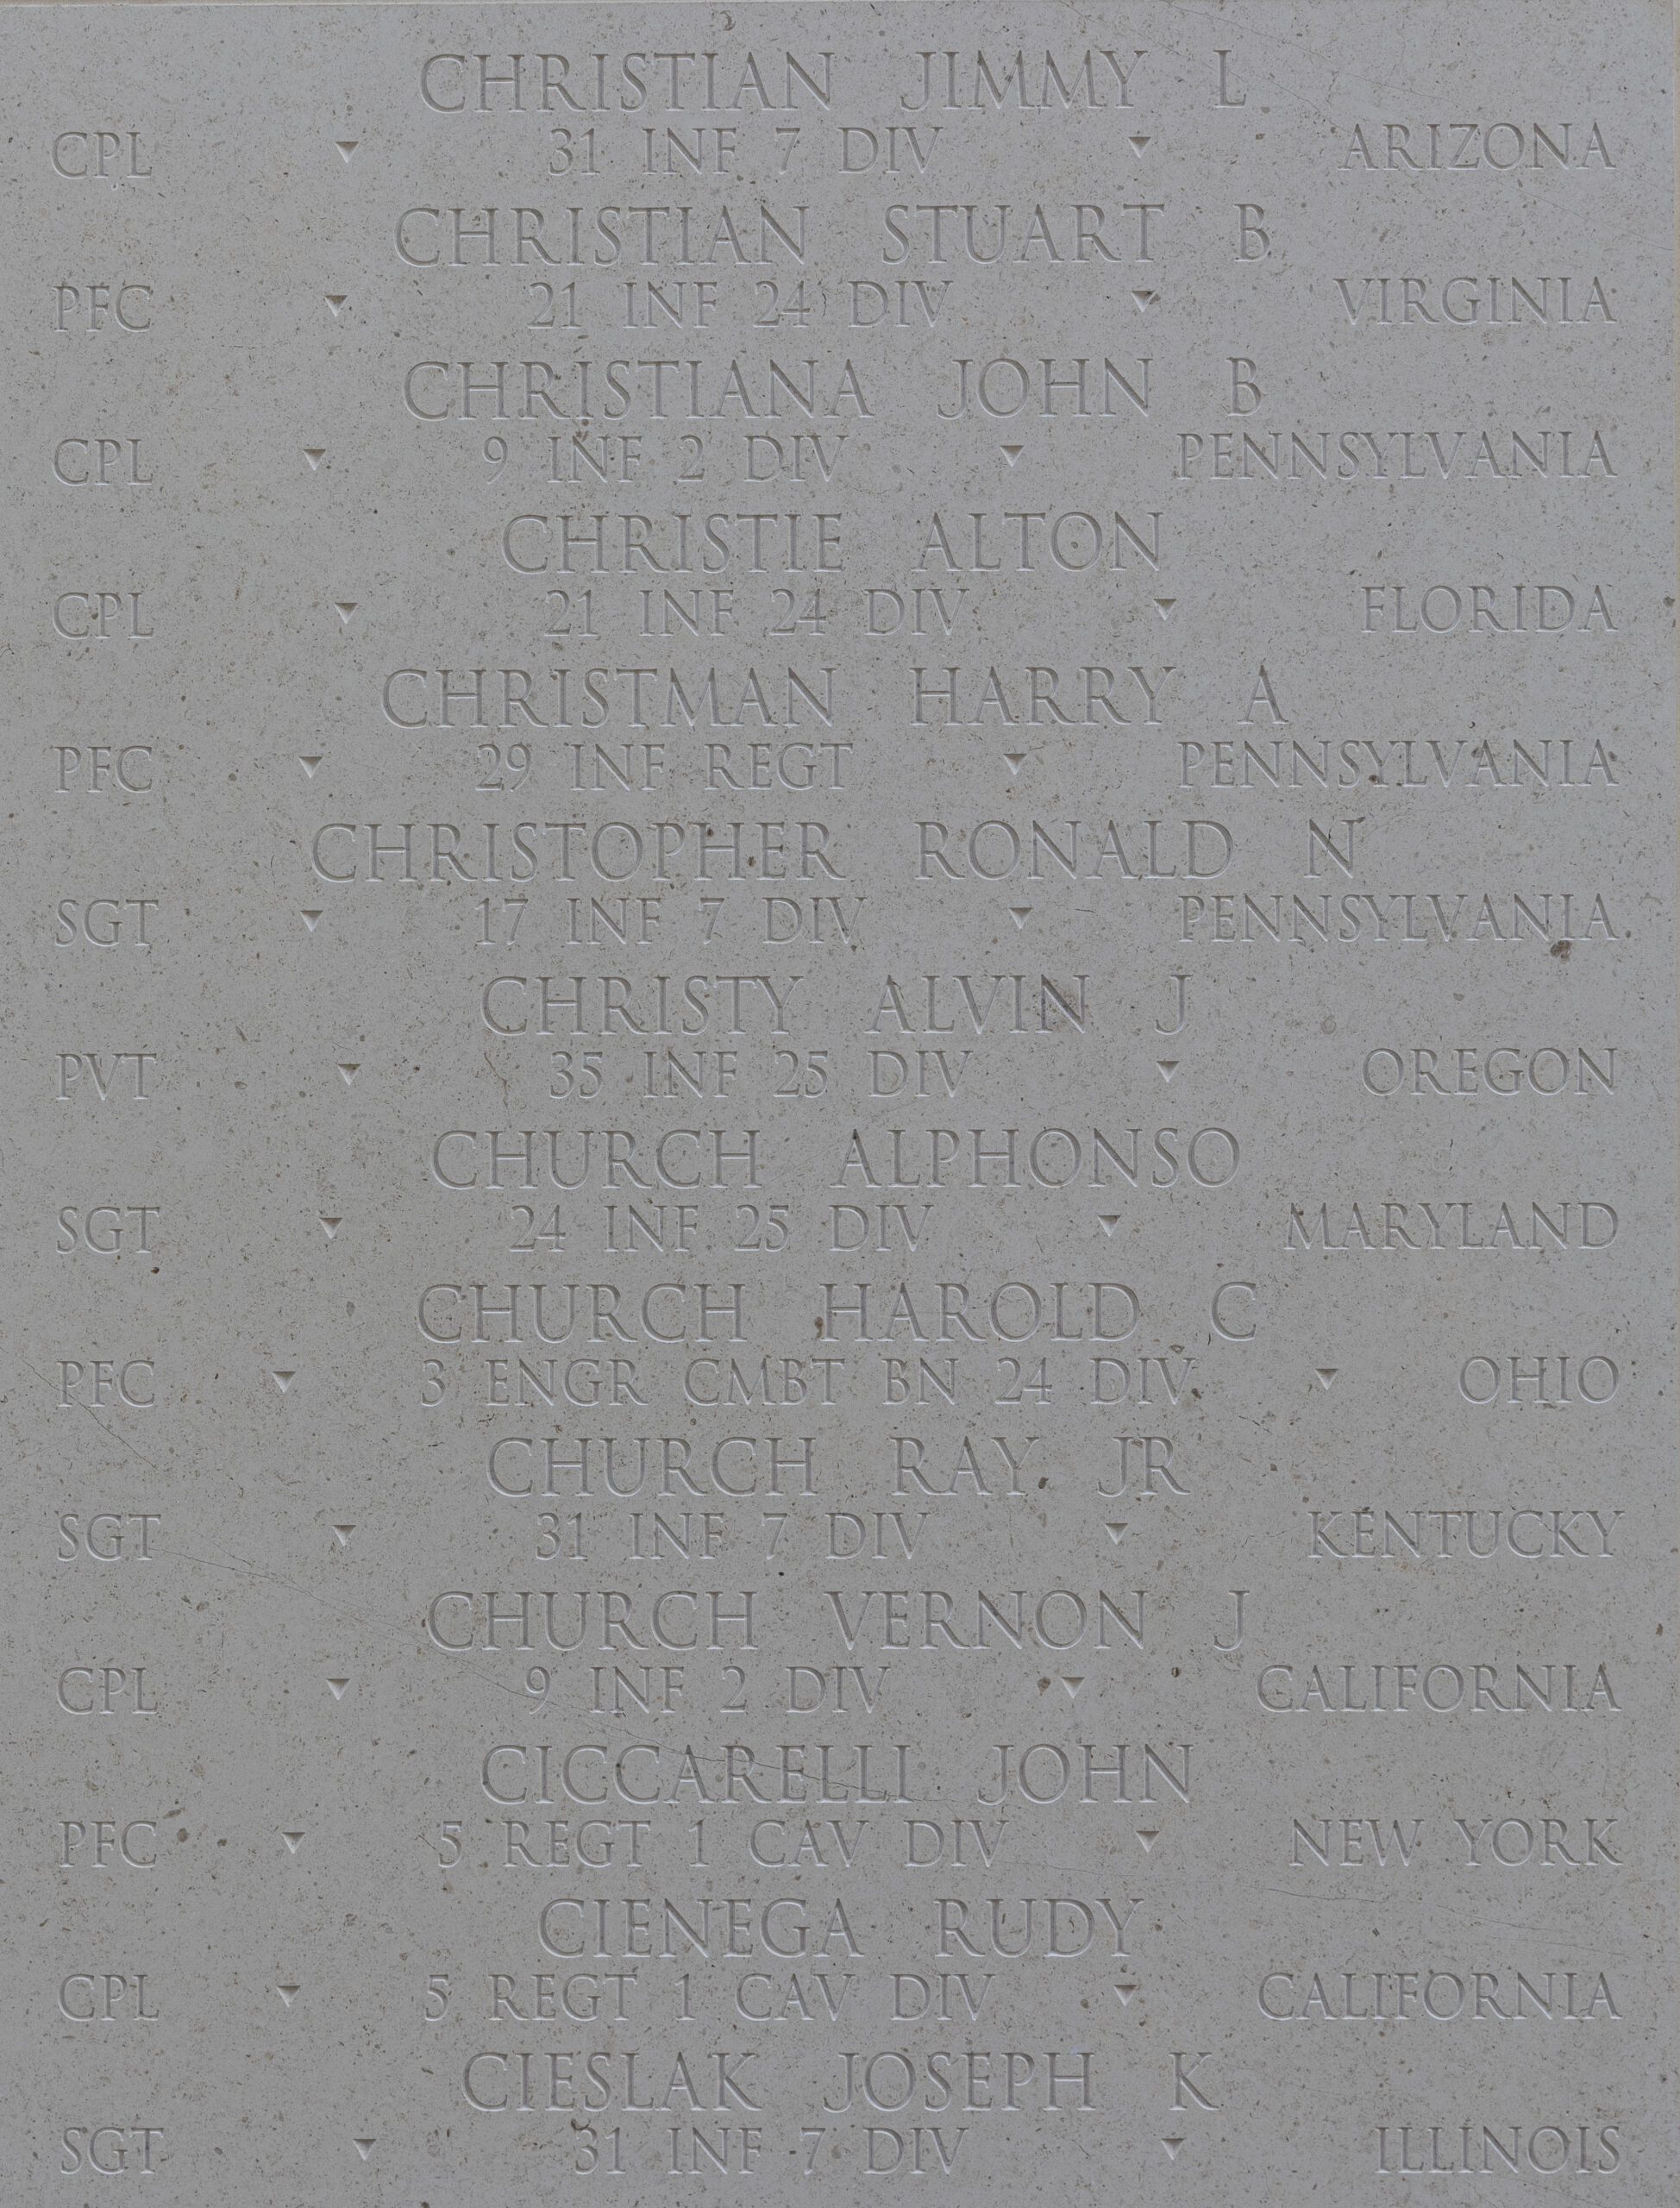 CHRISTIAN JIMMY L
CPL ▼ 31 INF 7 DIV ▼ ARIZONA
CHRISTIAN STUART B
PFC ▼ 21 INF 24 DIV ▼ VIRGINIA
CHRISTIANA JOHN B
CPL ▼ 9 INF 2 DIV ▼ PENNSYLVANIA
CHRISTIE ALTON
CPL ▼ 21 INF 24 DIV ▼ FLORIDA
CHRISTMAN HARRY A
PFC ▼ 29 INF REGT ▼ PENNSYLVANIA
CHRISTOPHER RONALD N
SGT ▼ 17 INF 7 DIV ▼ PENNSYLVANIA
CHRISTY ALVIN J
PVT ▼ 35 INF 25 DIV ▼ OREGON
CHURCH ALPHONSO
SGT ▼ 24 INF 25 DIV ▼ MARYLAND
CHURCH HAROLD C
PFC ▼ 3 ENGR CMBT BN 24 DIV ▼ OHIO
CHURCH RAY JR
SGT ▼ 31 INF 7 DIV ▼ KENTUCKY
CHURCH VERNON J
CPL ▼ 9 INF 2 DIV ▼ CALIFORNIA
CICCARELLI JOHN
PFC ▼ 5 REGT 1 CAV DIV ▼ NEW YORK
CIENEGA RUDY
CPL ▼ 5 REGT 1 CAV DIV ▼ CALIFORNIA
CIESLAK JOSEPH K
SGT ▼ 31 INF 7 DIV ▼ ILLINOIS